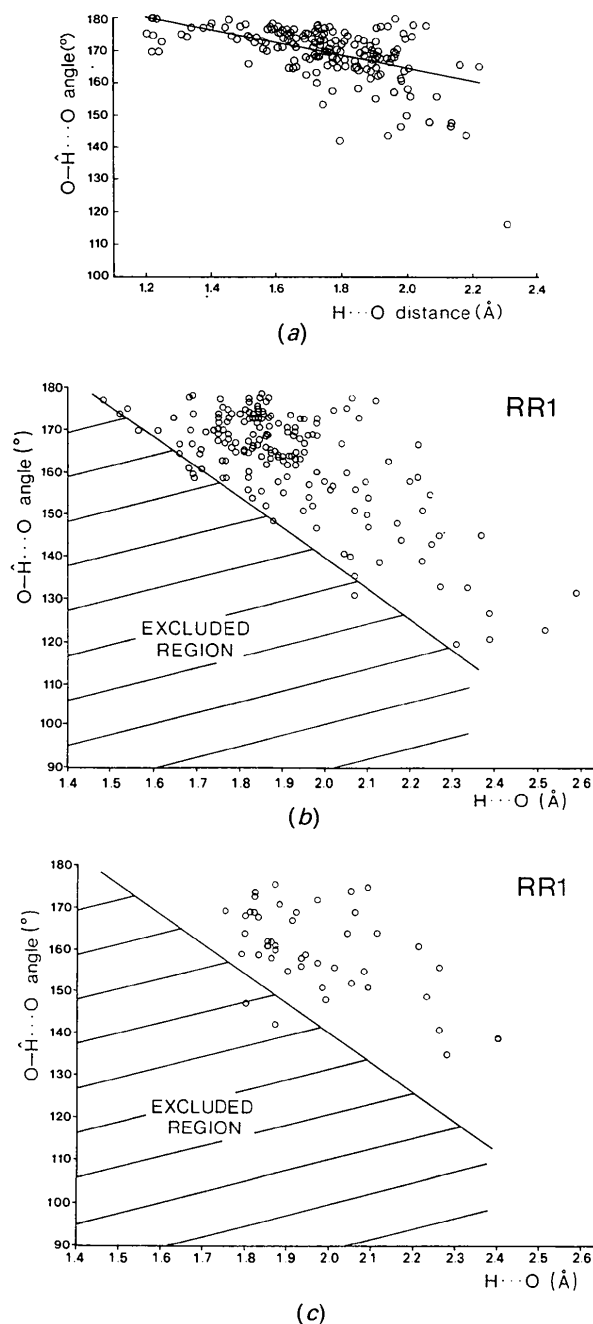 180
170
160
150
140
130
120
110
100
O—Ĥ···O angle(°)
1.2 1.4 1.6 1.8 2.0 2.2 2.4
H···O distance(Å)
(a)
RR1
180
170
160
150
140
130
120
110
100
90
O—Ĥ···O angle (°)
EXCLUDED
REGION
1.4 1.5 1.6 1.7 1.8 1.9 2.0 2.1 2.2 2.3 2.4 2.5 2.6
H···O (Å)
(b)
RR1
180
170
160
150
140
130
120
110
100
90
O—Ĥ···O angle (°)
EXCLUDED
REGION
1.4 1.5 1.6 1.7 1.8 1.9 2.0 2.1 2.2 2.3 2.4 2.5 2.6
H···O (Å)
(c)